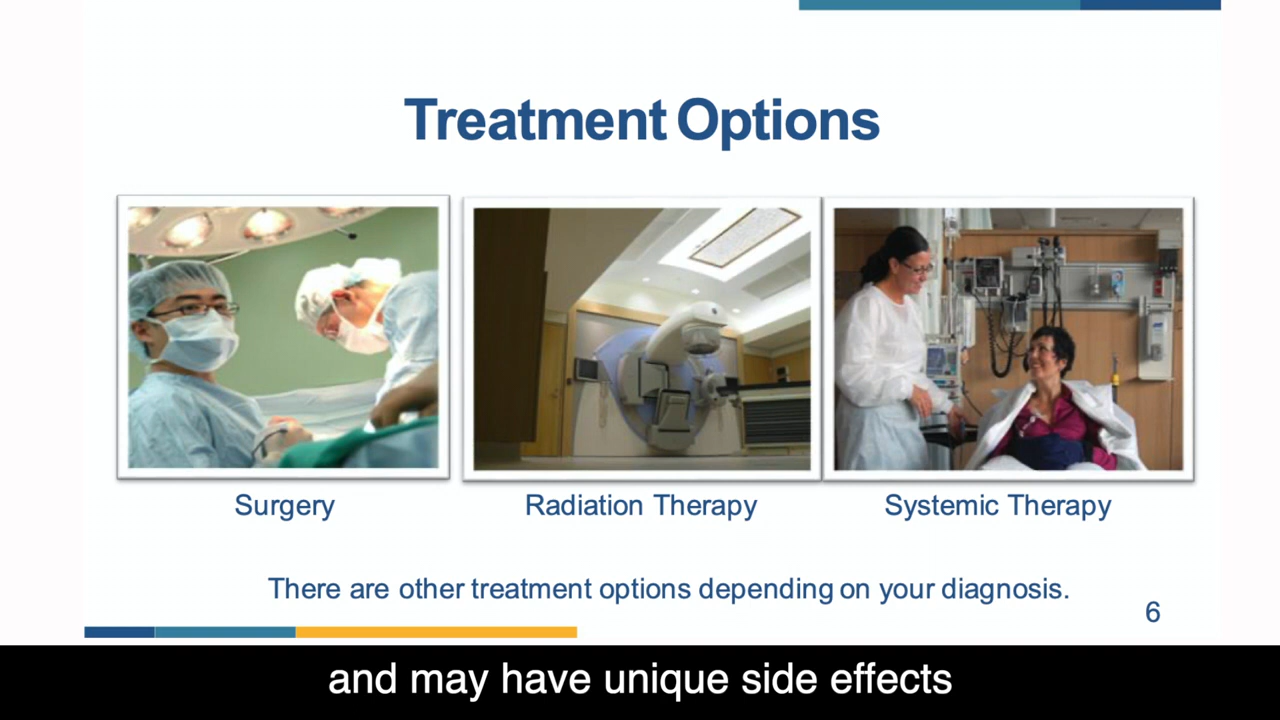 Treatment Options
Surgery
Radiation Therapy
Systemic Therapy
There are other treatment options depending on your diagnosis.
6
and may have unique side effects